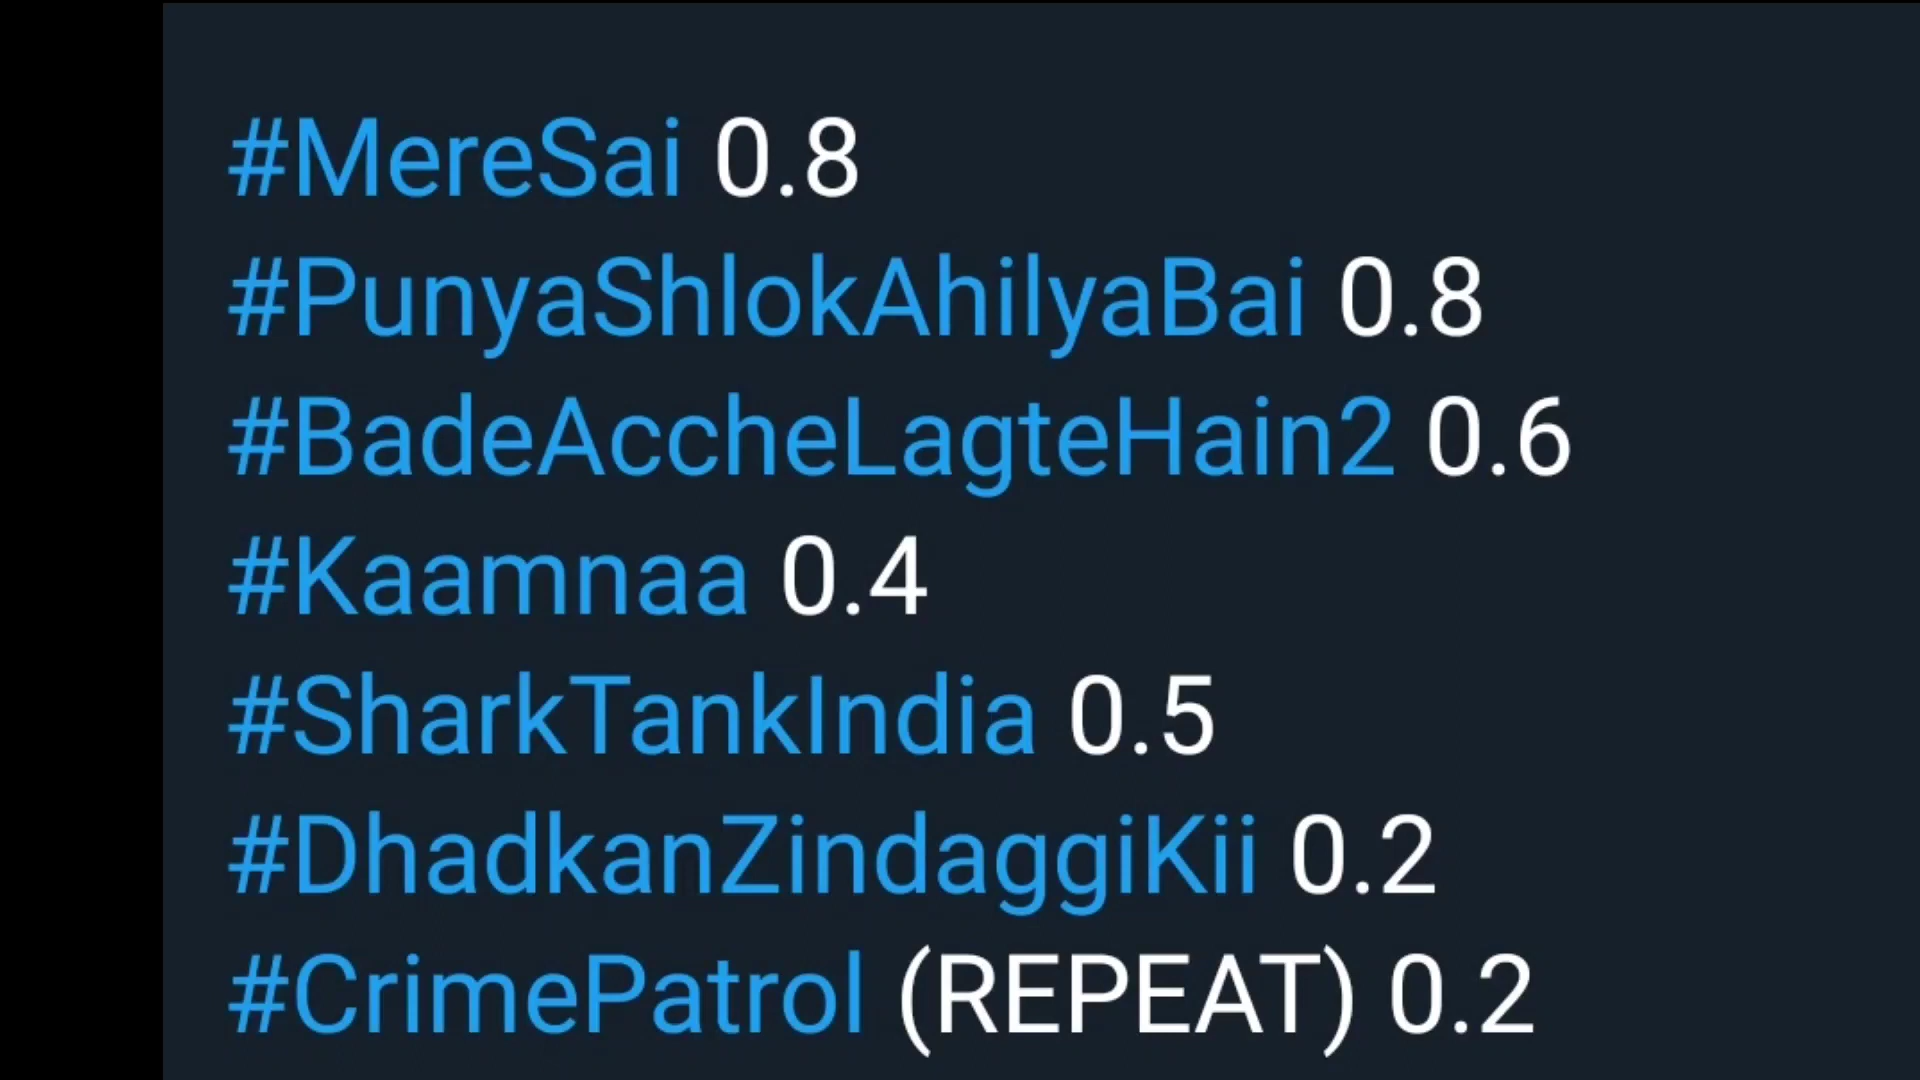 #MereSai 0.8
#PunyaShlokAhilyaBai 0.8
#BadeAccheLagteHain2 0.6
#Kaamnaa 0.4
#SharkTankIndia 0.5
#DhadkanZindaggiKii 0.2
#CrimePatrol (REPEAT) 0.2